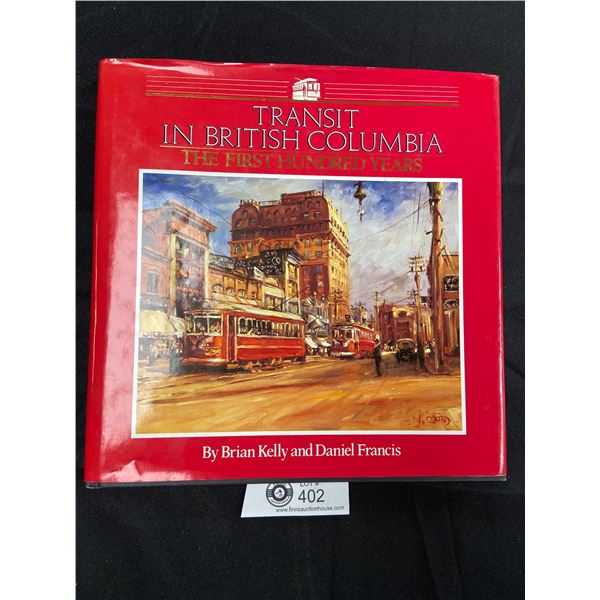 TRANSIT
IN BRITISH COLUMBIA
THE FIRST HUNDRED YEARS
By Brian Kelly and Daniel Francis
LOT #
402
www.finnsauctionhouse.com